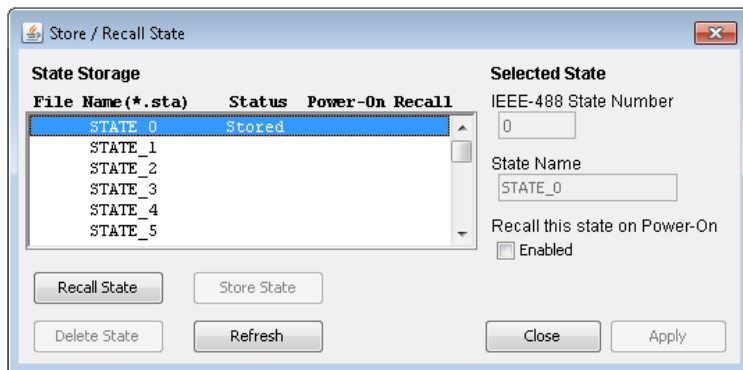 Store / Recall State
State Storage
File Name(*.sta) Status Power-On Recall
STATE_0 Stored
STATE_1
STATE_2
STATE_3
STATE_4
STATE_5
Recall State Store State
Delete State Refresh
Selected State
IEEE-488 State Number
0
State Name
STATE_0
Recall this state on Power-On
Enabled
Close Apply